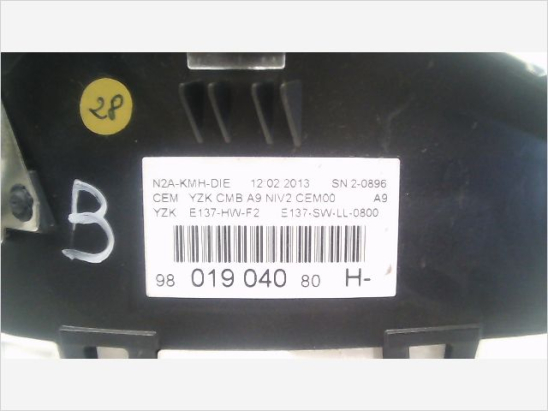 28
B
N2A-KMH-DIE 12.02.2013 SN 2-0896
CEM YZK CMB A9 NIV2 CEM00 A9
YZK E137-HW-F2 E137-SW-LL-0800
98 019 040 80 H-